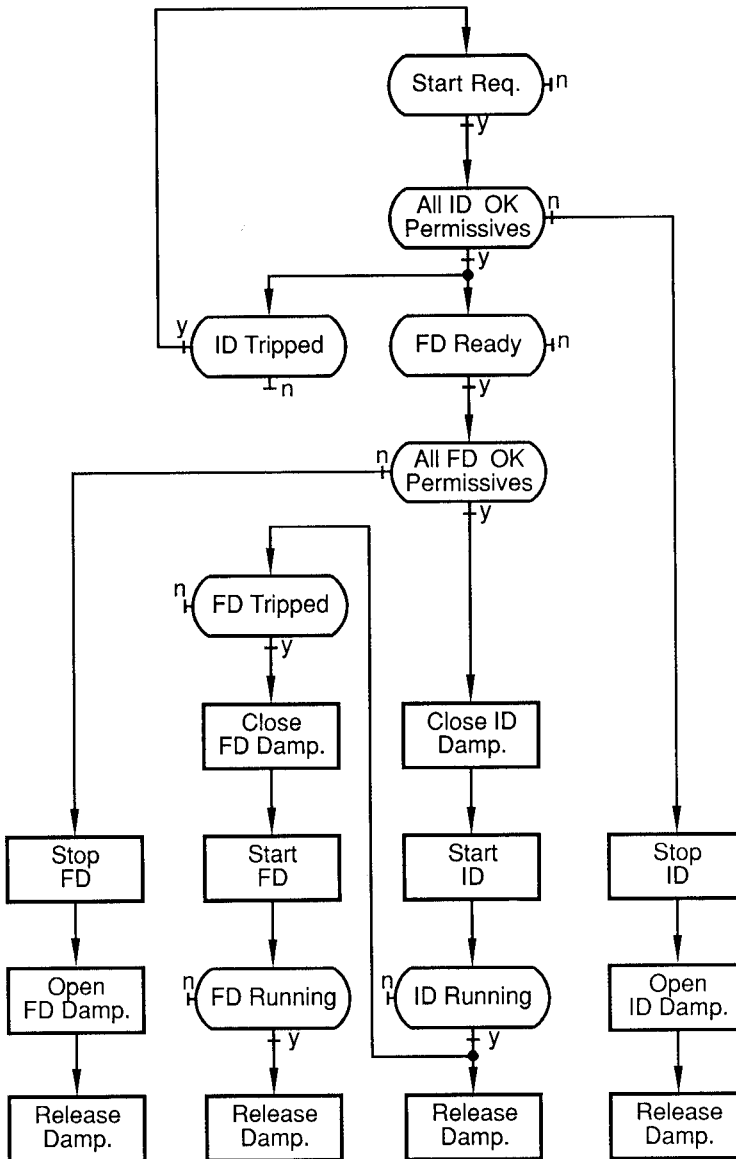 Start Req.
n
y
All ID OK
Permissives
n
y
y
ID Tripped
n
FD Ready
n
y
n
All FD OK
Permissives
y
n
FD Tripped
y
Close
FD Damp.
Close ID
Damp.
Stop
FD
Start
FD
Start
ID
Stop
ID
Open
FD Damp.
n
FD Running
y
n
ID Running
y
Open
ID Damp.
Release
Damp.
Release
Damp.
Release
Damp.
Release
Damp.